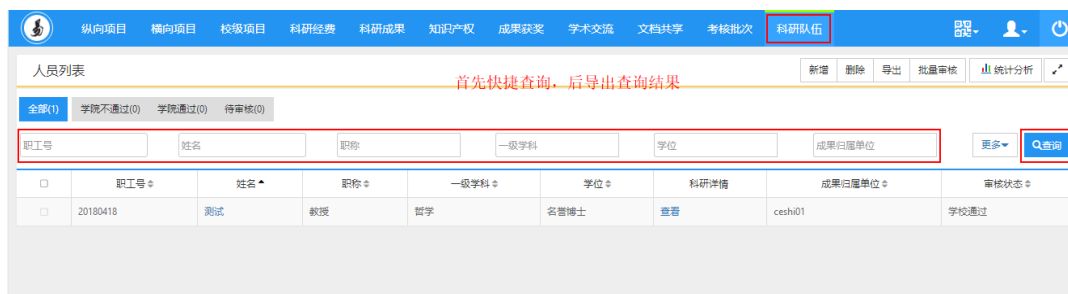 纵向项目 横向项目 校级项目 科研经费 科研成果 知识产权 成果获奖 学术交流 文档共享 考核批次 科研队伍
人员列表 首先快捷查询，后导出查询结果 新增 删除 导出 批量审核 统计分析
全部(1) 学院不通过(0) 学院通过(0) 待审核(0)
职工号 姓名 职称 一级学科 学位 成果归属单位 更多 查询
职工号 姓名 职称 一级学科 学位 科研详情 成果归属单位 审核状态
20180418 测试 教授 哲学 名誉博士 查看 ceshi01 学校通过